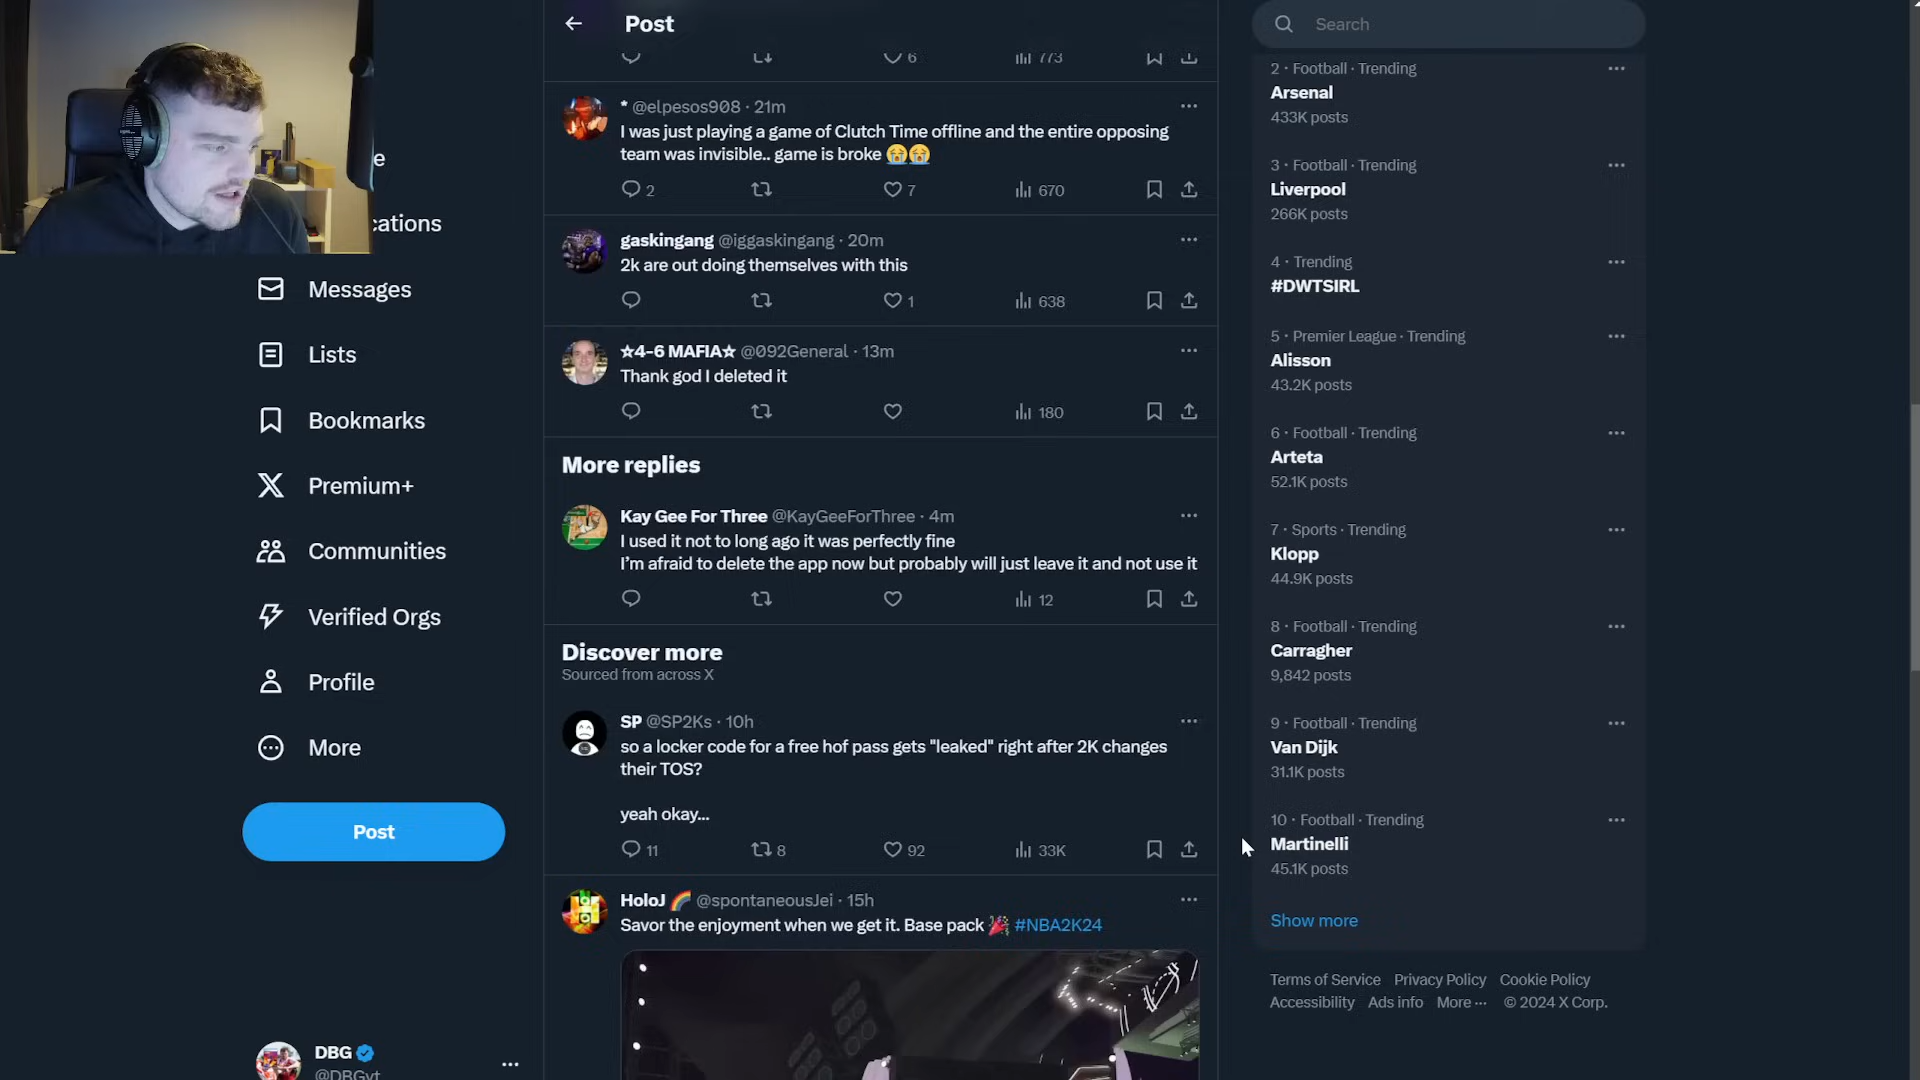 Post
Search
6
773
2 · Football · Trending
Arsenal
433K posts
* @elpesos908 · 21m
I was just playing a game of Clutch Time offline and the entire opposing
team was invisible.. game is broke 😭😭
2
7
670
3 · Football · Trending
Liverpool
266K posts
gaskingang @iggaskingang · 20m
2k are out doing themselves with this
1
638
4 · Trending
#DWTSIRL
☆4-6 MAFIA☆ @092General · 13m
Thank god I deleted it
180
5 · Premier League · Trending
Alisson
43.2K posts
More replies
6 · Football · Trending
Arteta
52.1K posts
Kay Gee For Three @KayGeeForThree · 4m
I used it not to long ago it was perfectly fine
I'm afraid to delete the app now but probably will just leave it and not use it
12
7 · Sports · Trending
Klopp
44.9K posts
Discover more
Sourced from across X
8 · Football · Trending
Carragher
9,842 posts
SP @SP2Ks · 10h
so a locker code for a free hof pass gets "leaked" right after 2K changes
their TOS?
yeah okay...
11
8
92
33K
9 · Football · Trending
Van Dijk
31.1K posts
10 · Football · Trending
Martinelli
45.1K posts
Show more
HoloJ 🌈 @spontaneousJei · 15h
Savor the enjoyment when we get it. Base pack 🎉 #NBA2K24
Terms of Service Privacy Policy Cookie Policy
Accessibility Ads info More ··· © 2024 X Corp.
e
cations
Messages
Lists
Bookmarks
Premium+
Communities
Verified Orgs
Profile
More
Post
DBG
@DBGyt